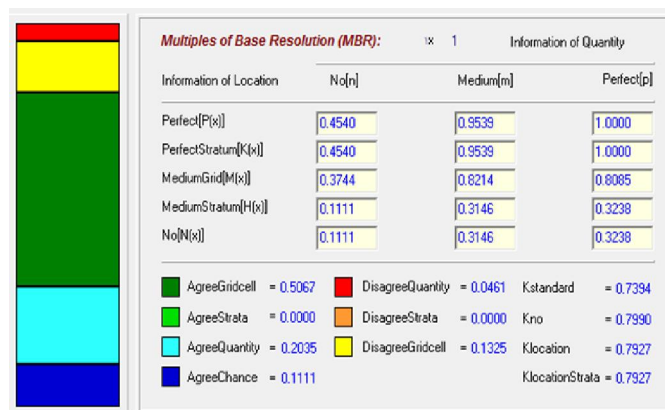 Multiples of Base Resolution (MBR): 1x 1 Information of Quantity
Information of Location No[n] Medium[m] Perfect[p]
Perfect[P(x)] 0.4540 0.9539 1.0000
PerfectStratum[K(x)] 0.4540 0.9539 1.0000
MediumGrid[M(x)] 0.3744 0.8214 0.8085
MediumStratum[H(x)] 0.1111 0.3146 0.3238
No[N(x)] 0.1111 0.3146 0.3238
AgreeGridcell = 0.5067 DisagreeQuantity = 0.0461 Kstandard = 0.7394
AgreeStrata = 0.0000 DisagreeStrata = 0.0000 Kno = 0.7990
AgreeQuantity = 0.2035 DisagreeGridcell = 0.1325 Klocation = 0.7927
AgreeChance = 0.1111 KlocationStrata = 0.7927